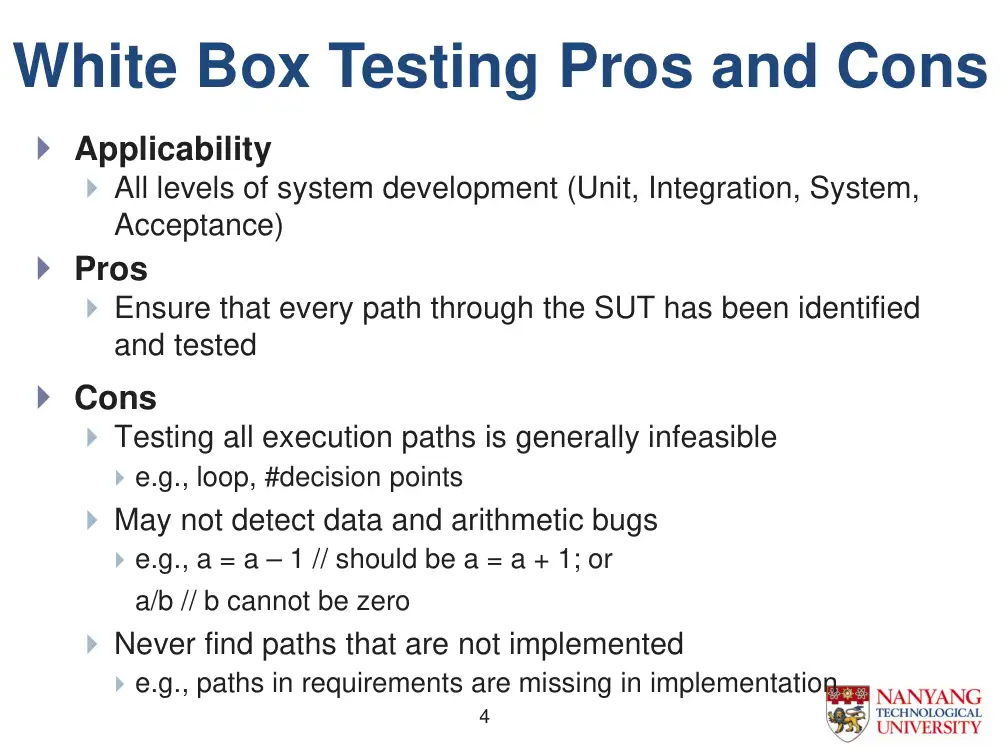 White Box Testing Pros and Cons
Applicability
All levels of system development (Unit, Integration, System,
Acceptance)
Pros
Ensure that every path through the SUT has been identified
and tested
Cons
Testing all execution paths is generally infeasible
e.g., loop, #decision points
May not detect data and arithmetic bugs
e.g., a = a – 1 // should be a = a + 1; or
a/b // b cannot be zero
Never find paths that are not implemented
e.g., paths in requirements are missing in implementation
4
NANYANG
TECHNOLOGICAL
UNIVERSITY